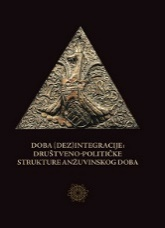 DOBA (DEZ)INTEGRACIJE:
DRUŠTVENO-POLITIČKE
STRUKTURE ANŽUVINSKOG DOBA